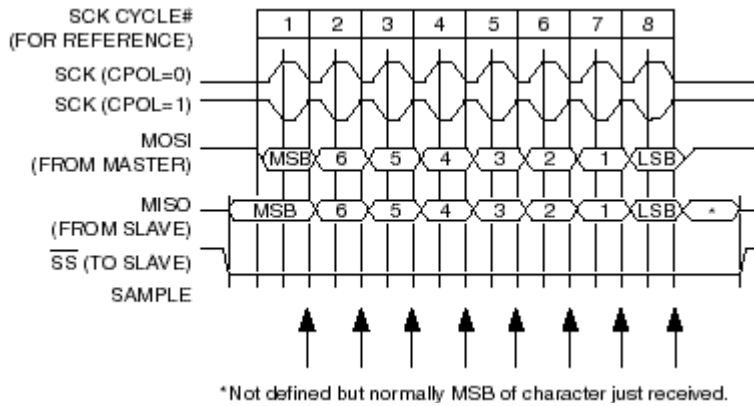 SCK CYCLE# 1 2 3 4 5 6 7 8
(FOR REFERENCE)
SCK (CPOL=0)
SCK (CPOL=1)
MOSI MSB 6 5 4 3 2 1 LSB
(FROM MASTER)
MISO MSB 6 5 4 3 2 1 LSB *
(FROM SLAVE)
SS (TO SLAVE)
SAMPLE
*Not defined but normally MSB of character just received.